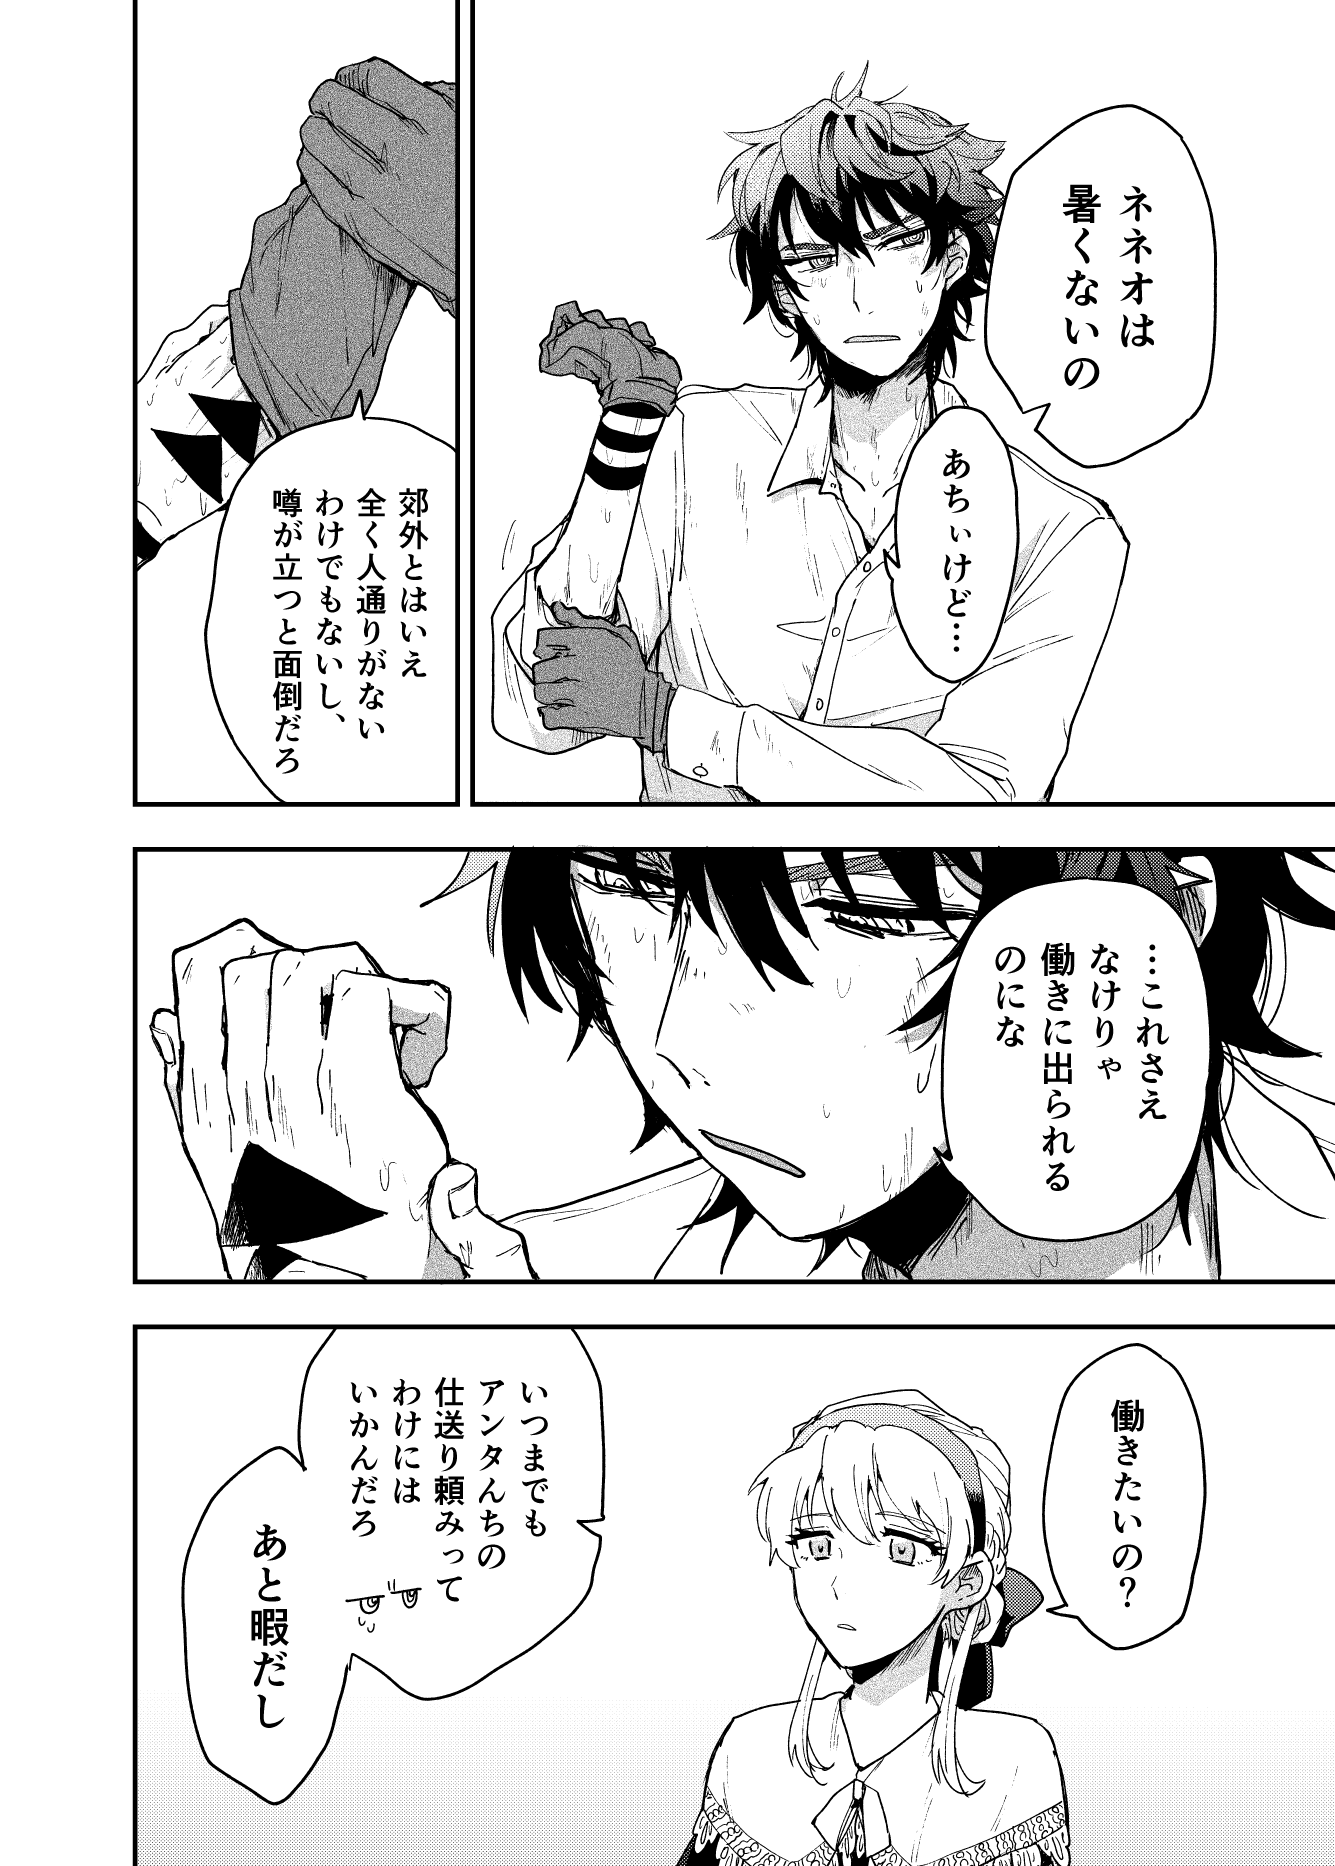 ネネオは
暑くないの
あちぃけど…
郊外とはいえ
全く人通りがない
わけでもないし、
噂が立つと面倒だろ
…これさえ
なけりゃ
働きに出られる
のにな
働きたいの?
いつまでも
アンタんちの
仕送り頼みって
わけには
いかんだろ
あと暇だし